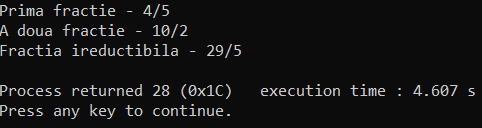 Prima fractie - 4/5
A doua fractie - 10/2
Fractia ireductibila - 29/5
Process returned 28 (0x1C)   execution time : 4.607 s
Press any key to continue.